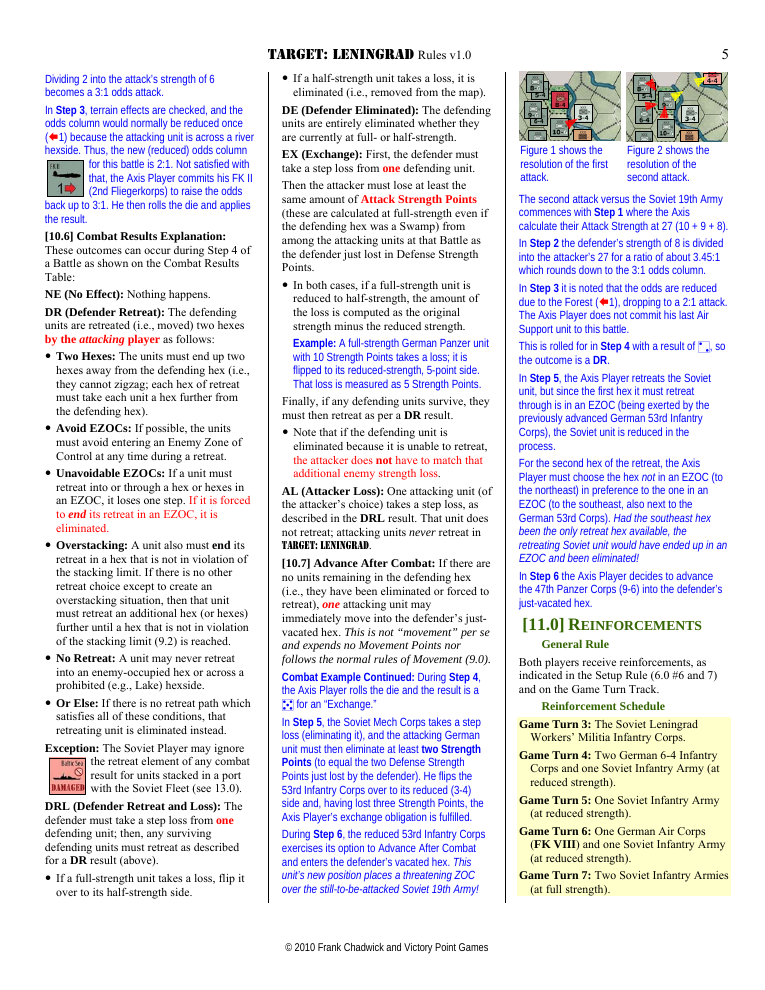 TARGET: LENINGRAD Rules v1.0
5
Dividing 2 into the attack's strength of 6
becomes a 3:1 odds attack.
In Step 3, terrain effects are checked, and the
odds column would normally be reduced once
(1) because the attacking unit is across a river
hexside. Thus, the new (reduced) odds column
FK II
1
for this battle is 2:1. Not satisfied with
that, the Axis Player commits his FK II
(2nd Fliegerkorps) to raise the odds
back up to 3:1. He then rolls the die and applies
the result.
[10.6] Combat Results Explanation:
These outcomes can occur during Step 4 of
a Battle as shown on the Combat Results
Table:
NE (No Effect): Nothing happens.
DR (Defender Retreat): The defending
units are retreated (i.e., moved) two hexes
by the attacking player as follows:
• Two Hexes: The units must end up two
hexes away from the defending hex (i.e.,
they cannot zigzag; each hex of retreat
must take each unit a hex further from
the defending hex).
• Avoid EZOCs: If possible, the units
must avoid entering an Enemy Zone of
Control at any time during a retreat.
• Unavoidable EZOCs: If a unit must
retreat into or through a hex or hexes in
an EZOC, it loses one step. If it is forced
to end its retreat in an EZOC, it is
eliminated.
• Overstacking: A unit also must end its
retreat in a hex that is not in violation of
the stacking limit. If there is no other
retreat choice except to create an
overstacking situation, then that unit
must retreat an additional hex (or hexes)
further until a hex that is not in violation
of the stacking limit (9.2) is reached.
• No Retreat: A unit may never retreat
into an enemy-occupied hex or across a
prohibited (e.g., Lake) hexside.
• Or Else: If there is no retreat path which
satisfies all of these conditions, that
retreating unit is eliminated instead.
Exception: The Soviet Player may ignore
Baltic Sea
DAMAGED
the retreat element of any combat
result for units stacked in a port
with the Soviet Fleet (see 13.0).
DRL (Defender Retreat and Loss): The
defender must take a step loss from one
defending unit; then, any surviving
defending units must retreat as described
for a DR result (above).
• If a full-strength unit takes a loss, flip it
over to its half-strength side.
• If a half-strength unit takes a loss, it is
eliminated (i.e., removed from the map).
DE (Defender Eliminated): The defending
units are entirely eliminated whether they
are currently at full- or half-strength.
EX (Exchange): First, the defender must
take a step loss from one defending unit.
Then the attacker must lose at least the
same amount of Attack Strength Points
(these are calculated at full-strength even if
the defending hex was a Swamp) from
among the attacking units at that Battle as
the defender just lost in Defense Strength
Points.
• In both cases, if a full-strength unit is
reduced to half-strength, the amount of
the loss is computed as the original
strength minus the reduced strength.
Example: A full-strength German Panzer unit
with 10 Strength Points takes a loss; it is
flipped to its reduced-strength, 5-point side.
That loss is measured as 5 Strength Points.
Finally, if any defending units survive, they
must then retreat as per a DR result.
• Note that if the defending unit is
eliminated because it is unable to retreat,
the attacker does not have to match that
additional enemy strength loss.
AL (Attacker Loss): One attacking unit (of
the attacker's choice) takes a step loss, as
described in the DRL result. That unit does
not retreat; attacking units never retreat in
TARGET: LENINGRAD.
[10.7] Advance After Combat: If there are
no units remaining in the defending hex
(i.e., they have been eliminated or forced to
retreat), one attacking unit may
immediately move into the defender's just-
vacated hex. This is not "movement" per se
and expends no Movement Points nor
follows the normal rules of Movement (9.0).
Combat Example Continued: During Step 4,
the Axis Player rolls the die and the result is a
for an "Exchange."
In Step 5, the Soviet Mech Corps takes a step
loss (eliminating it), and the attacking German
unit must then eliminate at least two Strength
Points (to equal the two Defense Strength
Points just lost by the defender). He flips the
53rd Infantry Corps over to its reduced (3-4)
side and, having lost three Strength Points, the
Axis Player's exchange obligation is fulfilled.
During Step 6, the reduced 53rd Infantry Corps
exercises its option to Advance After Combat
and enters the defender's vacated hex. This
unit's new position places a threatening ZOC
over the still-to-be-attacked Soviet 19th Army!
Figure 1 shows the
resolution of the first
attack.
Figure 2 shows the
resolution of the
second attack.
The second attack versus the Soviet 19th Army
commences with Step 1 where the Axis
calculate their Attack Strength at 27 (10 + 9 + 8).
In Step 2 the defender's strength of 8 is divided
into the attacker's 27 for a ratio of about 3.45:1
which rounds down to the 3:1 odds column.
In Step 3 it is noted that the odds are reduced
due to the Forest (1), dropping to a 2:1 attack.
The Axis Player does not commit his last Air
Support unit to this battle.
This is rolled for in Step 4 with a result of , so
the outcome is a DR.
In Step 5, the Axis Player retreats the Soviet
unit, but since the first hex it must retreat
through is in an EZOC (being exerted by the
previously advanced German 53rd Infantry
Corps), the Soviet unit is reduced in the
process.
For the second hex of the retreat, the Axis
Player must choose the hex not in an EZOC (to
the northeast) in preference to the one in an
EZOC (to the southeast, also next to the
German 53rd Corps). Had the southeast hex
been the only retreat hex available, the
retreating Soviet unit would have ended up in an
EZOC and been eliminated!
In Step 6 the Axis Player decides to advance
the 47th Panzer Corps (9-6) into the defender's
just-vacated hex.
[11.0] REINFORCEMENTS
General Rule
Both players receive reinforcements, as
indicated in the Setup Rule (6.0 #6 and 7)
and on the Game Turn Track.
Reinforcement Schedule
Game Turn 3: The Soviet Leningrad
Workers' Militia Infantry Corps.
Game Turn 4: Two German 6-4 Infantry
Corps and one Soviet Infantry Army (at
reduced strength).
Game Turn 5: One Soviet Infantry Army
(at reduced strength).
Game Turn 6: One German Air Corps
(FK VIII) and one Soviet Infantry Army
(at reduced strength).
Game Turn 7: Two Soviet Infantry Armies
(at full strength).
© 2010 Frank Chadwick and Victory Point Games